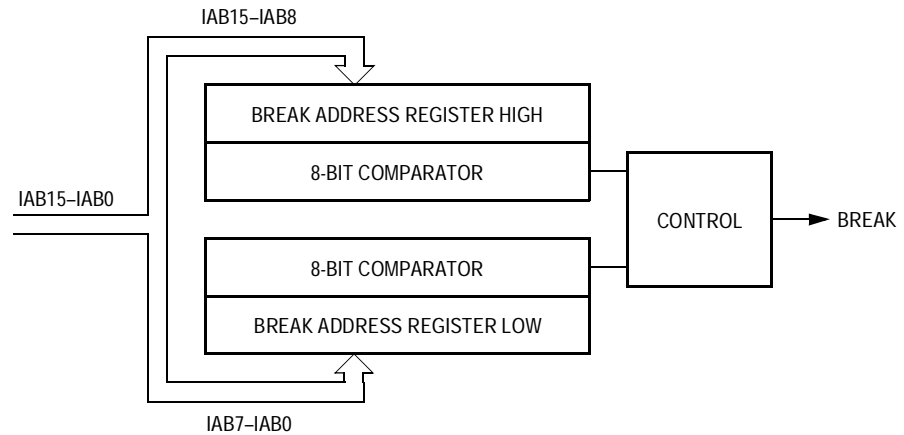 IAB15–IAB8
BREAK ADDRESS REGISTER HIGH
8-BIT COMPARATOR
IAB15–IAB0
CONTROL
BREAK
8-BIT COMPARATOR
BREAK ADDRESS REGISTER LOW
IAB7–IAB0